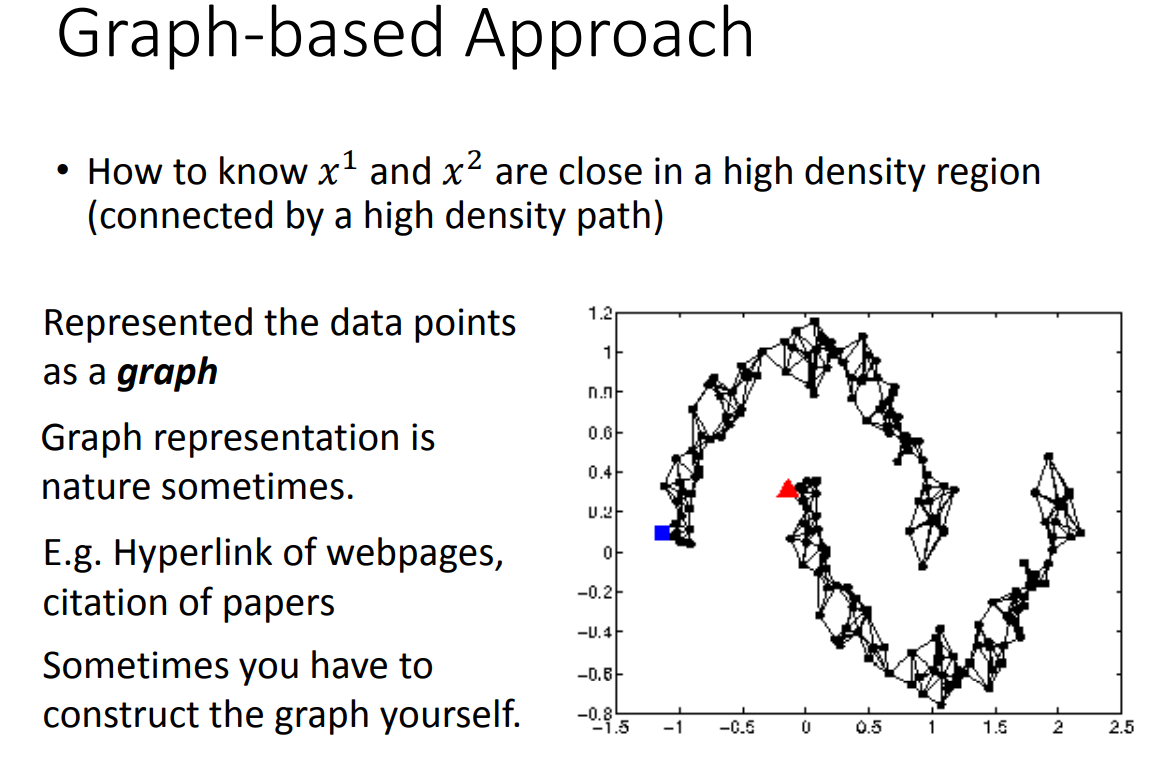 Graph-based Approach
• How to know x¹ and x² are close in a high density region
(connected by a high density path)
Represented the data points
as a graph
Graph representation is
nature sometimes.
E.g. Hyperlink of webpages,
citation of papers
Sometimes you have to
construct the graph yourself.
1.2
1
0.8
0.6
0.4
0.2
0
−0.2
−0.4
−0.6
−0.8
−1.5 −1 −0.5 0 0.5 1 1.5 2 2.5